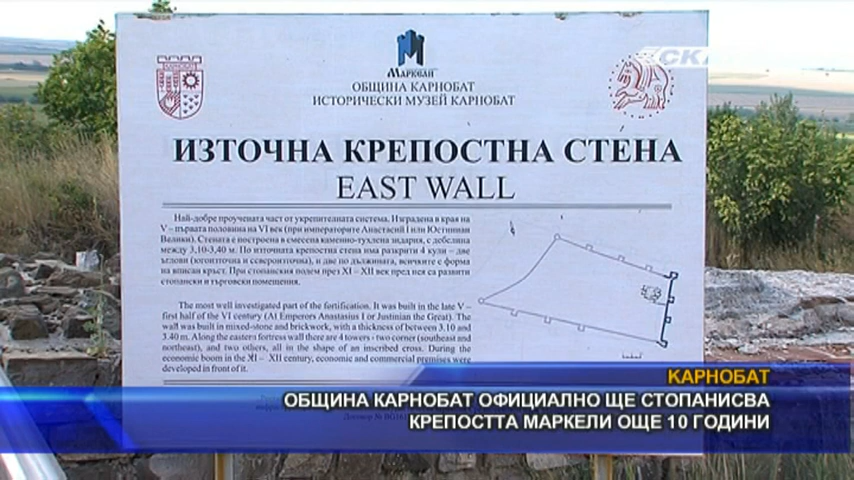 КАРНОБАТ
СКА
Маркели
ОБЩИНА КАРНОБАТ
ИСТОРИЧЕСКИ МУЗЕЙ КАРНОБАТ
ИЗТОЧНА КРЕПОСТНА СТЕНА
EAST WALL
Най-добре проучената част от укрепителната система. Изградена в края на
V – първата половина на VI век (при императорите Анастасий I или Юстиниан
Велики). Стената е построена в смесена каменно-тухлена зидария, с дебелина
между 3,10-3,40 м. По източната крепостна стена има разкрити 4 кули – две
ъглови (югоизточна и североизточна), и две по дължината, всичките с форма
на вписан кръст. При стопанския подем през XI – XII век пред нея са развити
стопански и търговски помещения.
The most well investigated part of the fortification. It was built in the late V –
first half of the VI century (At Emperors Anastasius I or Justinian the Great). The
wall was built in mixed-stone and brickwork, with a thickness of between 3.10 and
3.40 m. Along the eastern fortress wall there are 4 towers - two corner (southeast and
northeast), and two others, all in the shape of an inscribed cross. During the
economic boom in the XI – XII century, economic and commercial premises were
developed in front of it.
КАРНОБАТ
ОБЩИНА КАРНОБАТ ОФИЦИАЛНО ЩЕ СТОПАНИСВА
КРЕПОСТТА МАРКЕЛИ ОЩЕ 10 ГОДИНИ